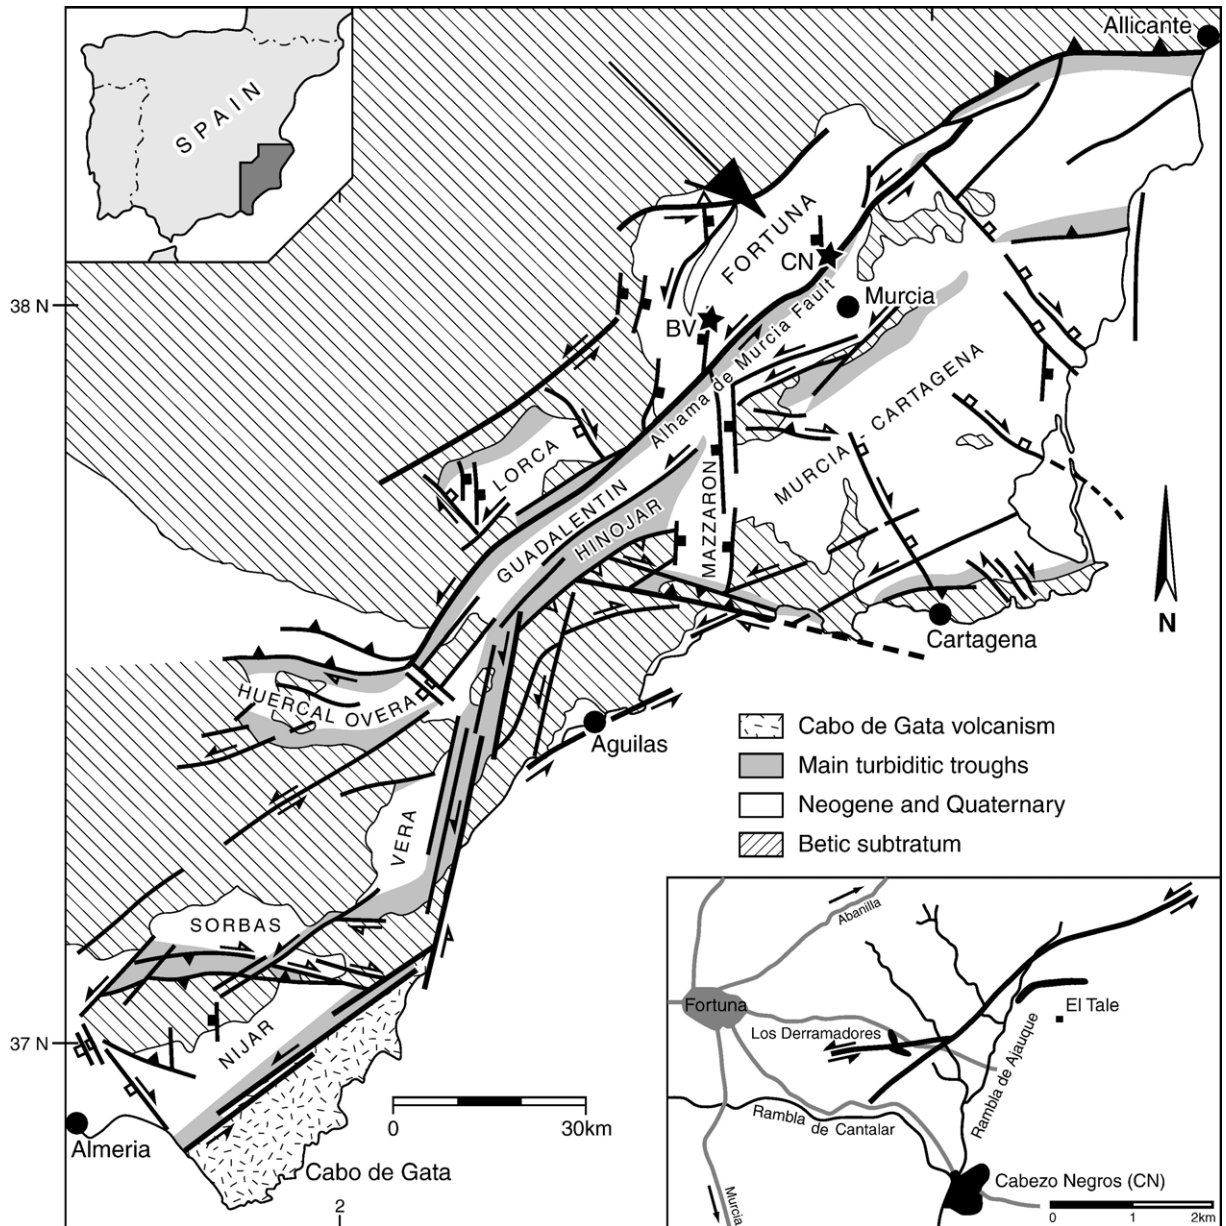 Allicante
SPAIN
FORTUNA
CN
38 N
Murcia
BV
Alhama de Murcia Fault
MURCIA - CARTAGENA
LORCA
MAZZARON
GUADALENTIN
HINOJAR
N
Cartagena
HUERCAL OVERA
Aguilas
Cabo de Gata volcanism
Main turbiditic troughs
Neogene and Quaternary
Betic subtratum
VERA
SORBAS
NIJAR
37 N
Almeria
0 30km
Cabo de Gata
2
Abanilla
Fortuna
El Tale
Los Derramadores
Rambla de Ajauque
Rambla de Cantalar
Murcia
Cabezo Negros (CN)
0 1 2km